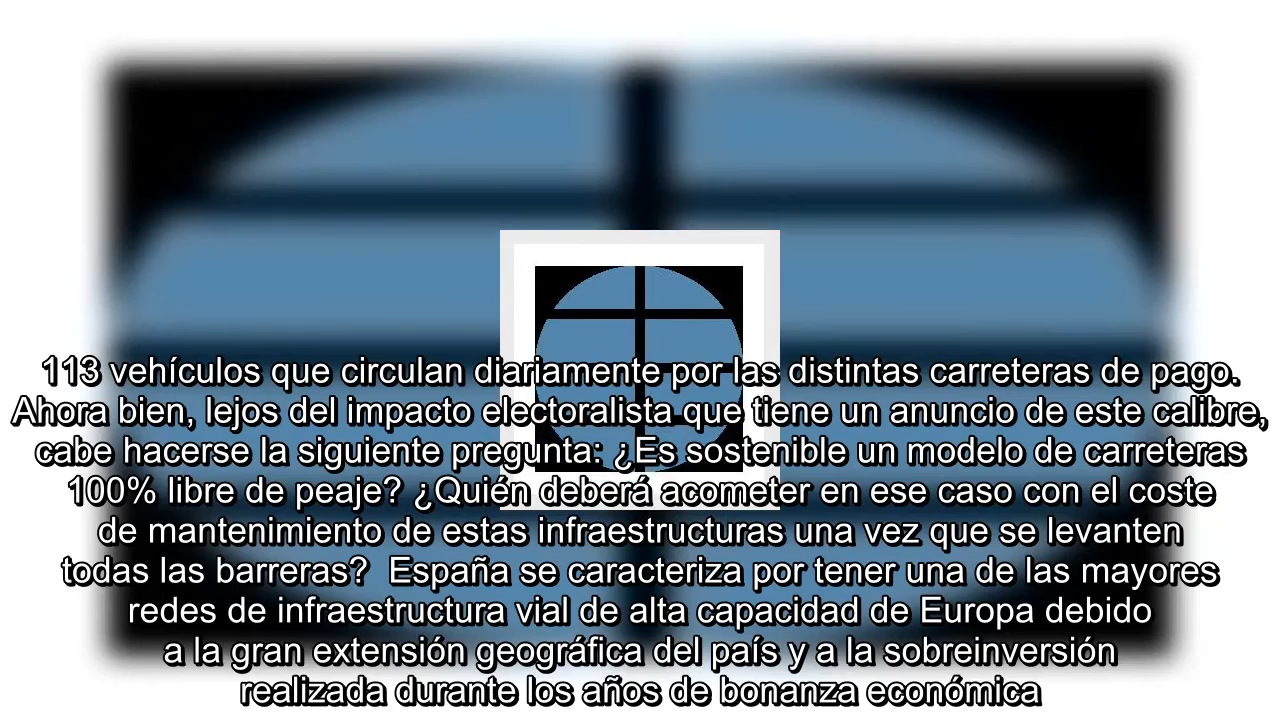 113 vehículos que circulan diariamente por las distintas carreteras de pago.
Ahora bien, lejos del impacto electoralista que tiene un anuncio de este calibre,
cabe hacerse la siguiente pregunta: ¿Es sostenible un modelo de carreteras
100% libre de peaje? ¿Quién deberá acometer en ese caso con el coste
de mantenimiento de estas infraestructuras una vez que se levanten
todas las barreras?  España se caracteriza por tener una de las mayores
redes de infraestructura vial de alta capacidad de Europa debido
a la gran extensión geográfica del país y a la sobreinversión
realizada durante los años de bonanza económica